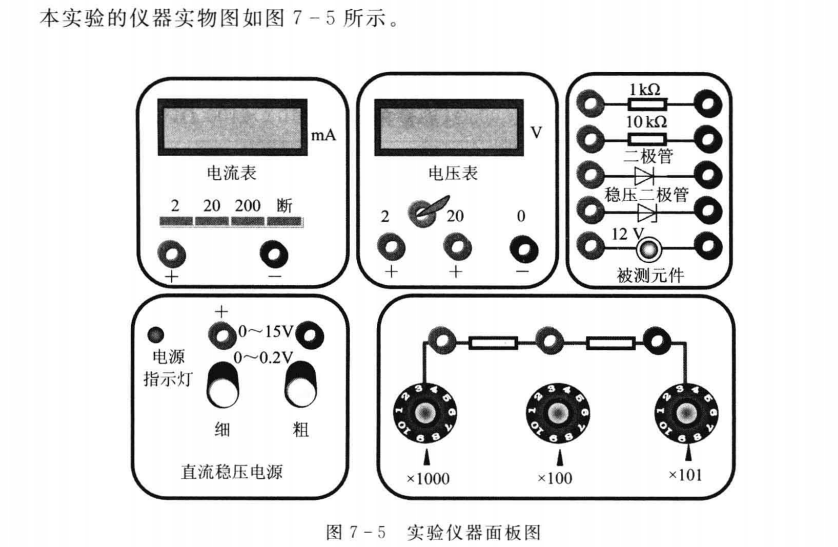 本实验的仪器实物图如图 7-5 所示。
mA
电流表
2 20 200 断
+ −
V
电压表
2 20 0
+ + −
1kΩ
10kΩ
二极管
稳压二极管
12 V
被测元件
+
0～15V
0～0.2V
电源
指示灯
细 粗
直流稳压电源
1 2 3 4 5 6 7 8 9 10
1 2 3 4 5 6 7 8 9 10
1 2 3 4 5 6 7 8 9 10
×1000 ×100 ×101
图 7-5 实验仪器面板图